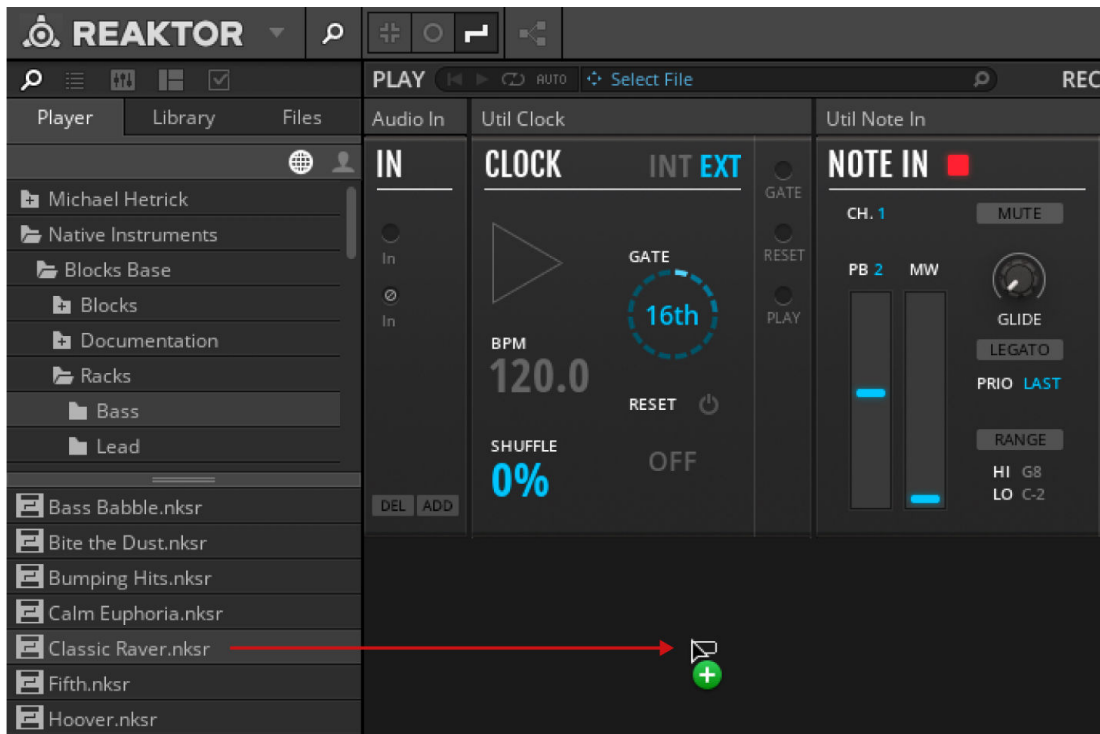 REAKTOR
PLAY AUTO Select File REC
Player Library Files
Audio In Util Clock Util Note In
IN CLOCK INT EXT NOTE IN
Michael Hetrick
Native Instruments
Blocks Base
Blocks
Documentation
Racks
Bass
Lead
Bass Babble.nksr
Bite the Dust.nksr
Bumping Hits.nksr
Calm Euphoria.nksr
Classic Raver.nksr
Fifth.nksr
Hoover.nksr
In
In
DEL ADD
GATE
16th
BPM
120.0
RESET
SHUFFLE
0%
OFF
GATE
RESET
PLAY
CH. 1 MUTE
PB 2 MW
GLIDE
LEGATO
PRIO LAST
RANGE
HI G8
LO C-2